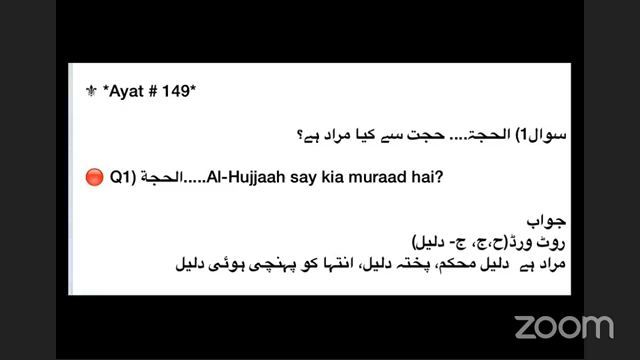 ⚜ *Ayat # 149*
سوال1) الحجۃ.... حجت سے کیا مراد ہے؟
🔴 Q1) الحجة.....Al-Hujjaah say kia muraad hai?
جواب
روٹ ورڈ(ح،ج، ج- دلیل)
مراد ہے دلیل محکم، پختہ دلیل، انتہا کو پہنچی ہوئی دلیل
zoom